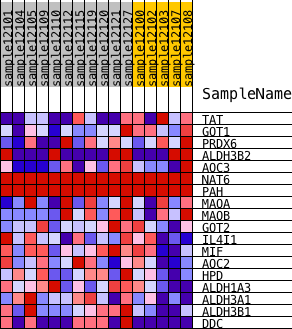 sample12101
sample12104
sample12105
sample12109
sample12110
sample12112
sample12115
sample12119
sample12120
sample12121
sample12122
sample12100
sample12102
sample12103
sample12107
sample12108
SampleName
TAT
GOT1
PRDX6
ALDH3B2
AOC3
NAT6
PAH
MAOA
MAOB
GOT2
IL4I1
MIF
AOC2
HPD
ALDH1A3
ALDH3A1
ALDH3B1
DDC